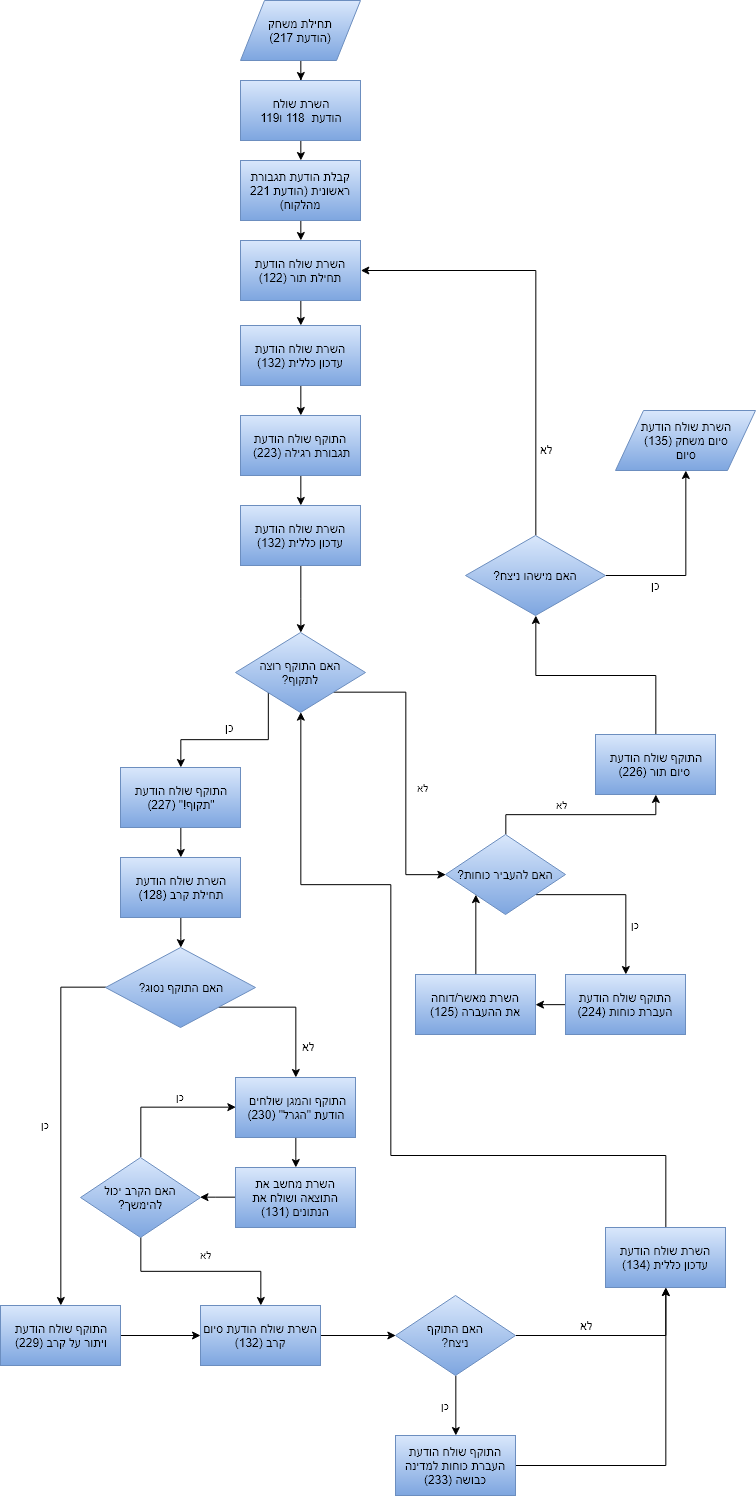 תחילת משחק
(הודעת 217)
השרת שולח
הודעת 118 ו119
קבלת הודעת תגבורת
ראשונית (הודעת 221
מהלקוח)
השרת שולח הודעת
תחילת תור (122)
השרת שולח הודעת
עדכון כללית (132)
התוקף שולח הודעת
תגבורת רגילה (223)
השרת שולח הודעת
עדכון כללית (132)
האם התוקף רוצה
לתקוף?
כן
לא
התוקף שולח הודעת
"תקוף!" (227)
השרת שולח הודעת
תחילת קרב (128)
האם התוקף נסוג?
כן
לא
התוקף והמגן שולחים
הודעת "הגרל" (230)
השרת מחשב את
התוצאה ושולח את
הנתונים (131)
האם הקרב יכול
להימשך?
כן
לא
התוקף שולח הודעת
ויתור על קרב (229)
השרת שולח הודעת סיום
קרב (132)
האם התוקף
ניצח?
לא
כן
התוקף שולח הודעת
העברת כוחות למדינה
כבושה (233)
השרת שולח הודעת
עדכון כללית (134)
האם להעביר כוחות?
לא
כן
התוקף שולח הודעת
העברת כוחות (224)
השרת מאשר/דוחה
את ההעברה (125)
התוקף שולח הודעת
סיום תור (226)
האם מישהו ניצח?
לא
כן
השרת שולח הודעת
סיום משחק (135)
סיום